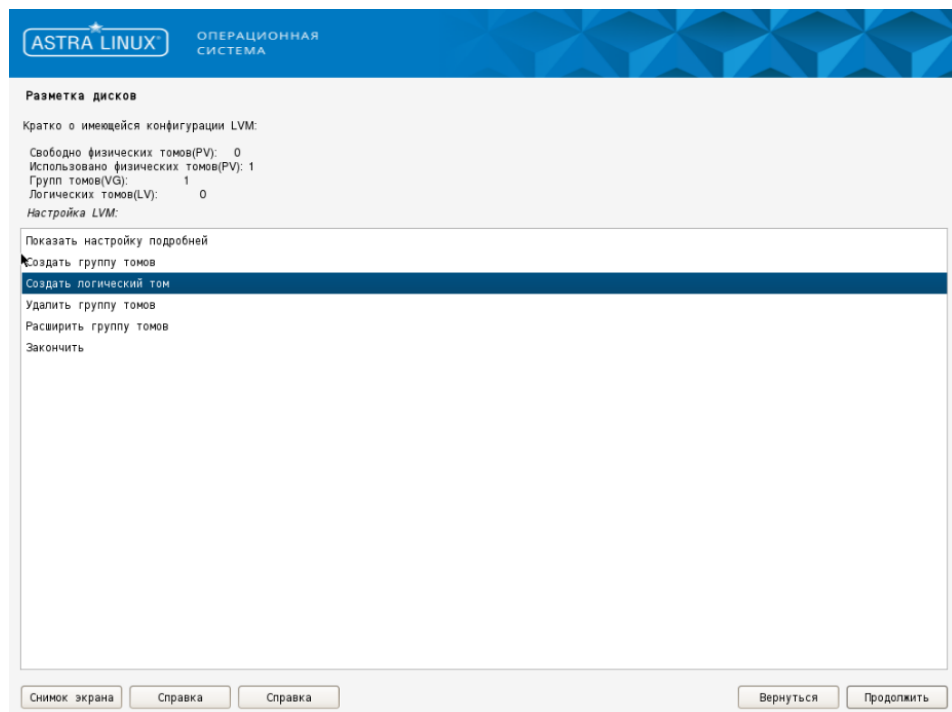 ASTRA LINUX®
ОПЕРАЦИОННАЯ
СИСТЕМА
Разметка дисков
Кратко о имеющейся конфигурации LVM:
Свободно физических томов(PV): 0
Использовано физических томов(PV): 1
Групп томов(VG): 1
Логических томов(LV): 0
Настройка LVM:
Показать настройку подробней
Создать группу томов
Создать логический том
Удалить группу томов
Расширить группу томов
Закончить
Снимок экрана Справка Справка Вернуться Продолжить